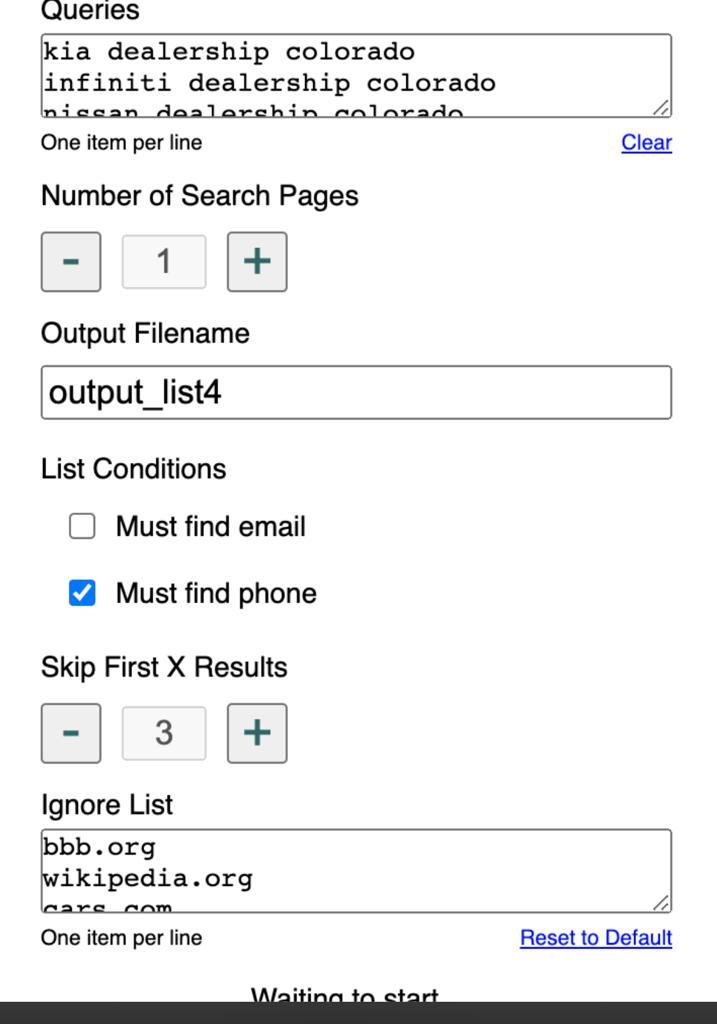 Queries
kia dealership colorado
infiniti dealership colorado
nissan dealership colorado
One item per line
Clear
Number of Search Pages
-
1
+
Output Filename
output_list4
List Conditions
Must find email
Must find phone
Skip First X Results
-
3
+
Ignore List
bbb.org
wikipedia.org
cars.com
One item per line
Reset to Default
Waiting to start